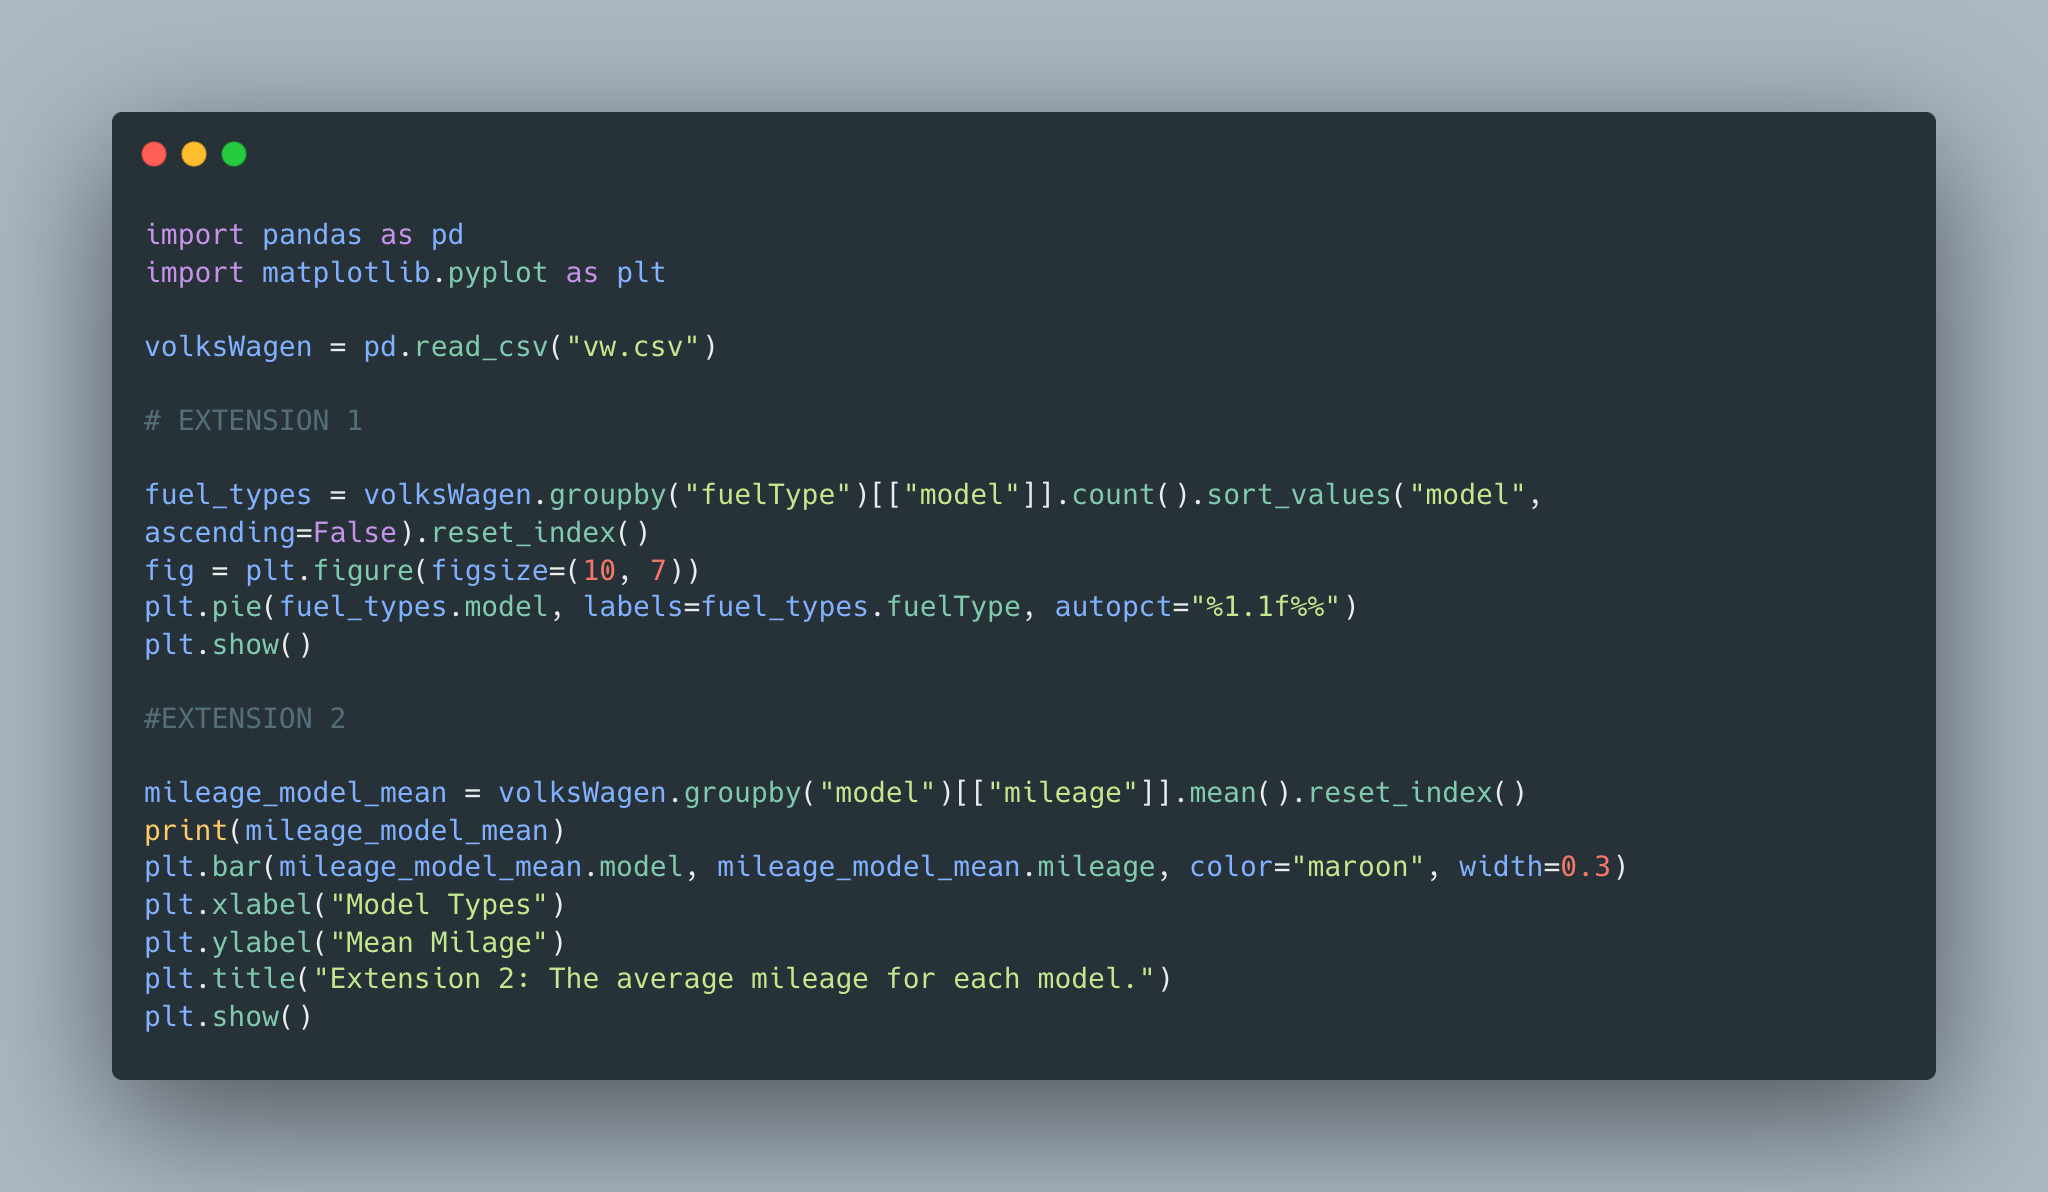 import pandas as pd
import matplotlib.pyplot as plt
volksWagen = pd.read_csv("vw.csv")
# EXTENSION 1
fuel_types = volksWagen.groupby("fuelType")[["model"]].count().sort_values("model",
ascending=False).reset_index()
fig = plt.figure(figsize=(10, 7))
plt.pie(fuel_types.model, labels=fuel_types.fuelType, autopct="%1.1f%%")
plt.show()
#EXTENSION 2
mileage_model_mean = volksWagen.groupby("model")[["mileage"]].mean().reset_index()
print(mileage_model_mean)
plt.bar(mileage_model_mean.model, mileage_model_mean.mileage, color="maroon", width=0.3)
plt.xlabel("Model Types")
plt.ylabel("Mean Milage")
plt.title("Extension 2: The average mileage for each model.")
plt.show()